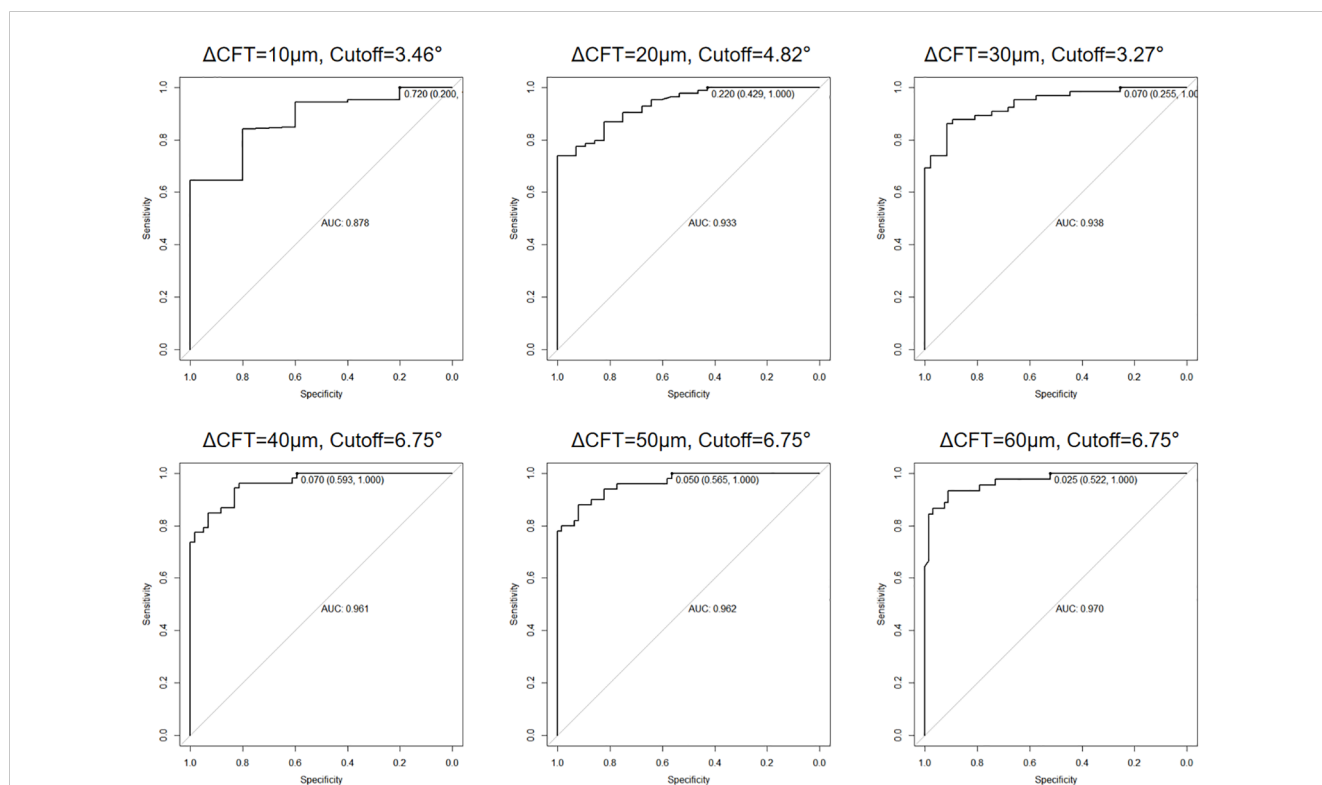 ΔCFT=10μm, Cutoff=3.46°
1.0
0.720 (0.200,
0.8
0.6
Sensitivity
AUC: 0.878
0.4
0.2
0.0
1.0 0.8 0.6 0.4 0.2 0.0
Specificity
ΔCFT=20μm, Cutoff=4.82°
1.0
0.220 (0.429, 1.000)
0.8
0.6
Sensitivity
AUC: 0.933
0.4
0.2
0.0
1.0 0.8 0.6 0.4 0.2 0.0
Specificity
ΔCFT=30μm, Cutoff=3.27°
1.0
0.070 (0.255, 1.00
0.8
0.6
Sensitivity
AUC: 0.938
0.4
0.2
0.0
1.0 0.8 0.6 0.4 0.2 0.0
Specificity
ΔCFT=40μm, Cutoff=6.75°
1.0
0.070 (0.593, 1.000)
0.8
0.6
Sensitivity
AUC: 0.961
0.4
0.2
0.0
1.0 0.8 0.6 0.4 0.2 0.0
Specificity
ΔCFT=50μm, Cutoff=6.75°
1.0
0.050 (0.565, 1.000)
0.8
0.6
Sensitivity
AUC: 0.962
0.4
0.2
0.0
1.0 0.8 0.6 0.4 0.2 0.0
Specificity
ΔCFT=60μm, Cutoff=6.75°
1.0
0.025 (0.522, 1.000)
0.8
0.6
Sensitivity
AUC: 0.970
0.4
0.2
0.0
1.0 0.8 0.6 0.4 0.2 0.0
Specificity